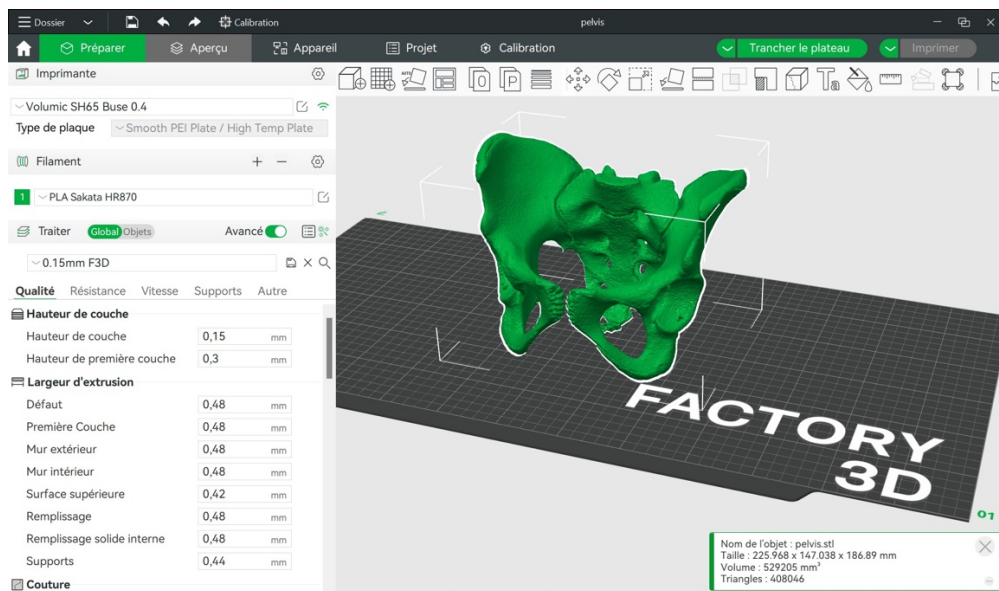 Dossier
Calibration
pelvis
Préparer
Aperçu
Appareil
Projet
Calibration
Trancher le plateau
Imprimer
Imprimante
Volumic SH65 Buse 0.4
Type de plaque
Smooth PEI Plate / High Temp Plate
Filament
1 PLA Sakata HR870
Traiter Global Objets Avancé
0.15mm F3D
Qualité Résistance Vitesse Supports Autre
Hauteur de couche
Hauteur de couche 0,15 mm
Hauteur de première couche 0,3 mm
Largeur d'extrusion
Défaut 0,48 mm
Première Couche 0,48 mm
Mur extérieur 0,48 mm
Mur intérieur 0,48 mm
Surface supérieure 0,42 mm
Remplissage 0,48 mm
Remplissage solide interne 0,48 mm
Supports 0,44 mm
Couture
AUTO
FACTORY
3D
01
Nom de l'objet : pelvis.stl
Taille : 225.968 x 147.038 x 186.89 mm
Volume : 529205 mm³
Triangles : 408046